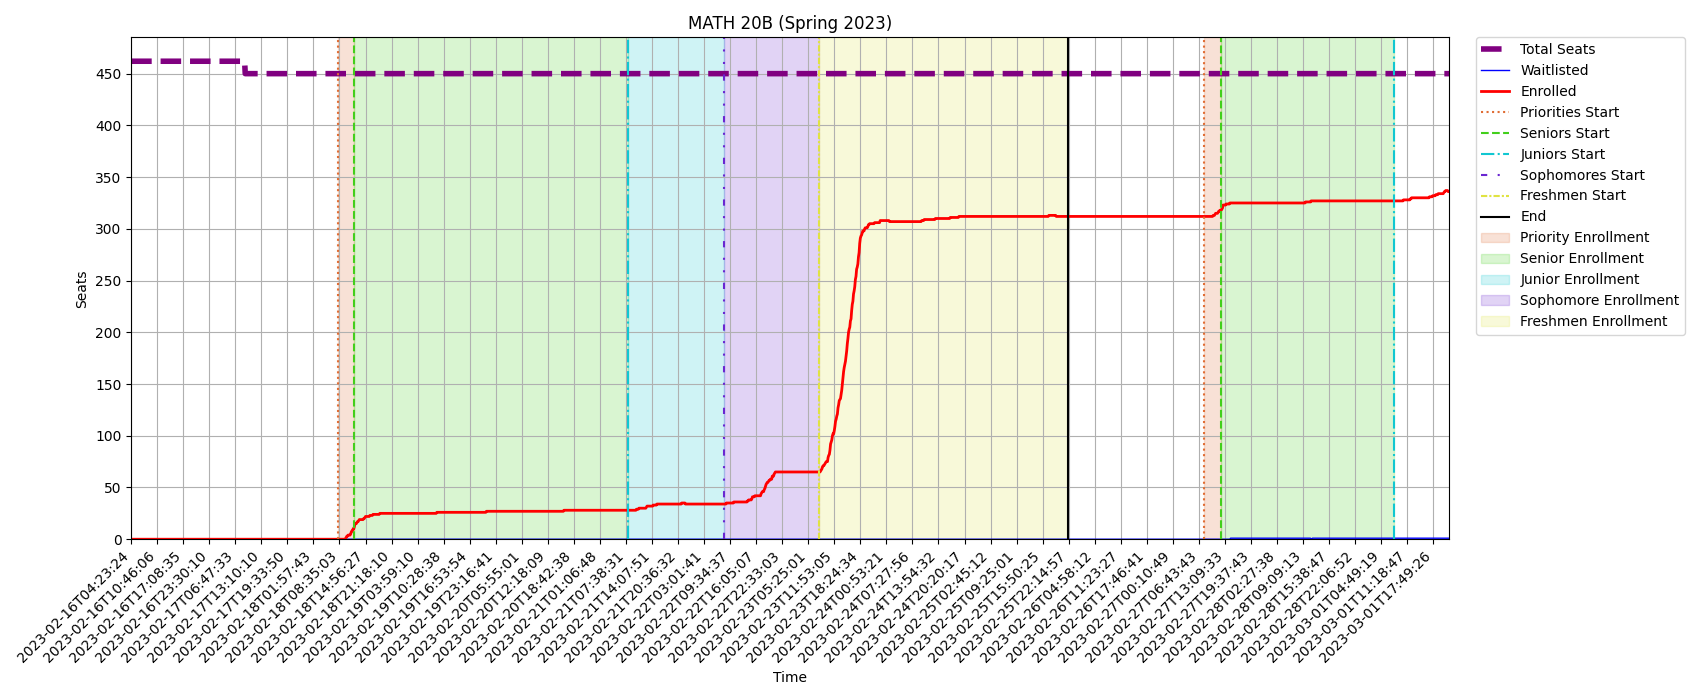 MATH 20B (Spring 2023)
Seats
450
400
350
300
250
200
150
100
50
0
2023-02-16T04:23:24
2023-02-16T10:46:06
2023-02-16T17:08:35
2023-02-16T23:30:10
2023-02-17T06:47:33
2023-02-17T13:10:10
2023-02-17T19:33:50
2023-02-18T01:57:43
2023-02-18T08:35:03
2023-02-18T14:56:27
2023-02-18T21:18:10
2023-02-19T03:59:10
2023-02-19T10:28:38
2023-02-19T16:53:54
2023-02-19T23:16:41
2023-02-20T05:55:01
2023-02-20T12:18:09
2023-02-20T18:42:38
2023-02-21T01:06:48
2023-02-21T07:38:31
2023-02-21T14:07:51
2023-02-21T20:36:32
2023-02-22T03:01:41
2023-02-22T09:34:37
2023-02-22T16:05:07
2023-02-22T22:33:03
2023-02-23T05:25:01
2023-02-23T11:53:05
2023-02-23T18:24:34
2023-02-24T00:53:21
2023-02-24T07:27:56
2023-02-24T13:54:32
2023-02-24T20:20:17
2023-02-25T02:45:12
2023-02-25T09:25:01
2023-02-25T15:50:25
2023-02-25T22:14:57
2023-02-26T04:58:12
2023-02-26T11:23:27
2023-02-26T17:46:41
2023-02-27T00:10:49
2023-02-27T06:43:43
2023-02-27T13:09:33
2023-02-27T19:37:43
2023-02-28T02:27:38
2023-02-28T09:09:13
2023-02-28T15:38:47
2023-02-28T22:06:52
2023-03-01T04:49:19
2023-03-01T11:18:47
2023-03-01T17:49:26
Time
Total Seats
Waitlisted
Enrolled
Priorities Start
Seniors Start
Juniors Start
Sophomores Start
Freshmen Start
End
Priority Enrollment
Senior Enrollment
Junior Enrollment
Sophomore Enrollment
Freshmen Enrollment